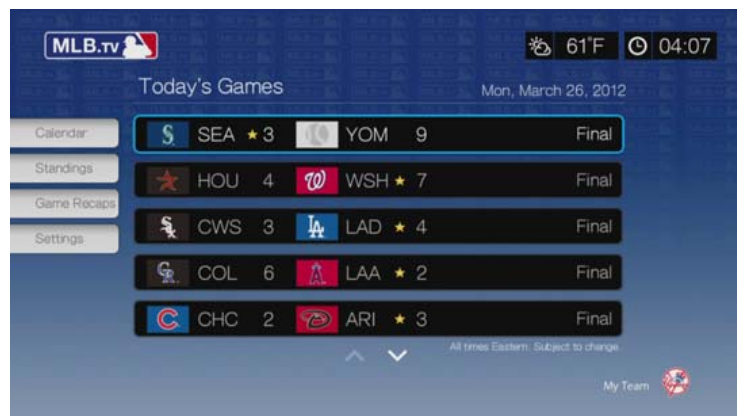 MLB.TV
61°F 04:07
Today's Games
Mon, March 26, 2012
Calendar
Standings
Game Recaps
Settings
SEA ★ 3 YOM 9 Final
HOU 4 WSH ★ 7 Final
CWS 3 LAD ★ 4 Final
COL 6 LAA ★ 2 Final
CHC 2 ARI ★ 3 Final
All times Eastern. Subject to change.
My Team